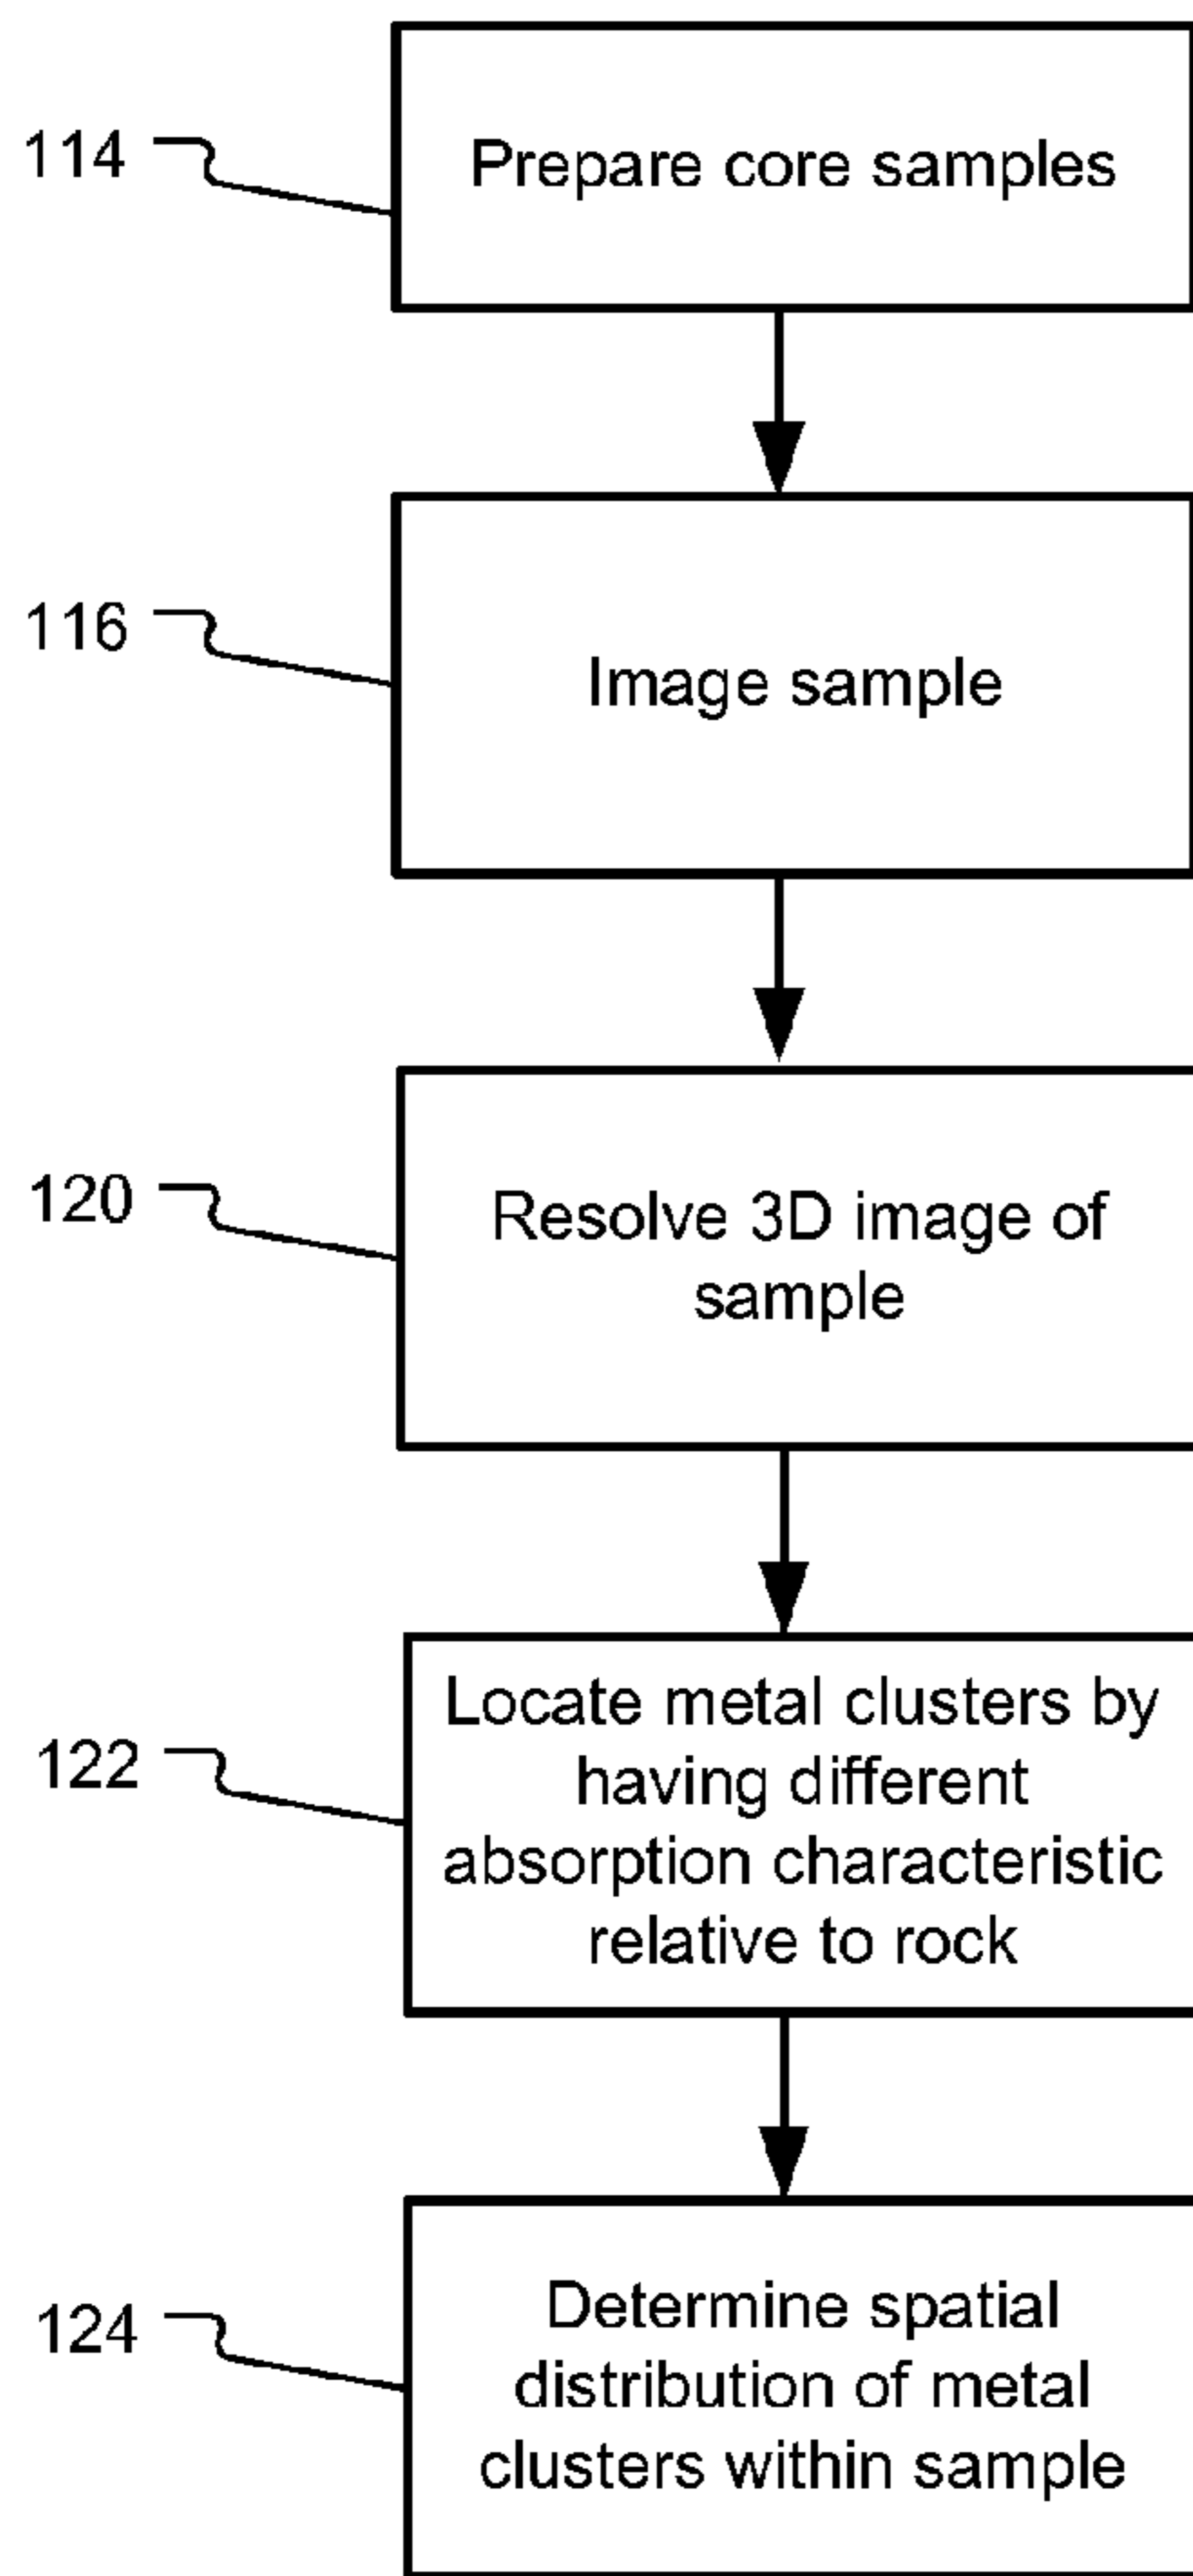 114
Prepare core samples
116
Image sample
120
Resolve 3D image of
sample
122
Locate metal clusters by
having different
absorption characteristic
relative to rock
124
Determine spatial
distribution of metal
clusters within sample